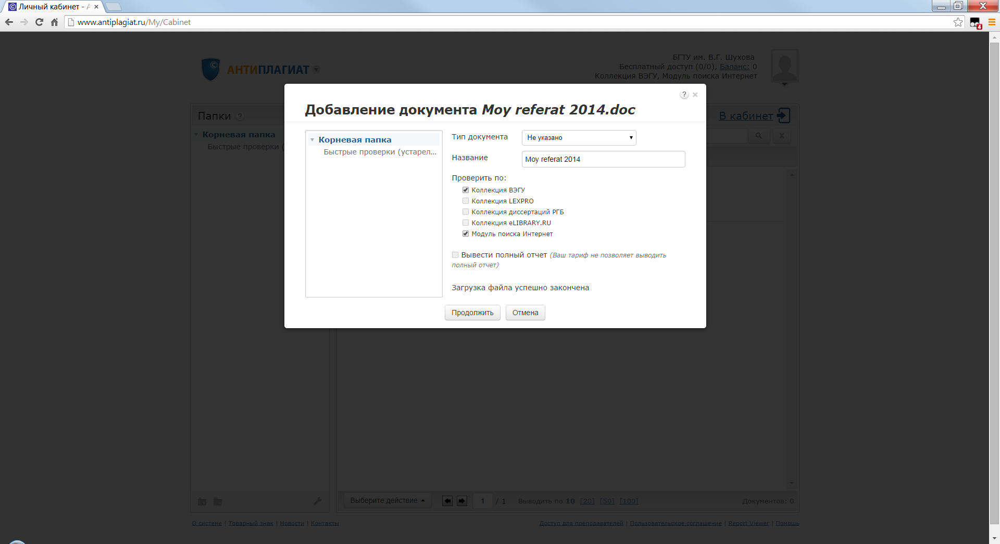 Личный кабинет - А
www.antiplagiat.ru/My/Cabinet
4
©
АНТИПЛАГИАТ
БГТУ им. В.Г. Шухова
Бесплатный доступ (0/0), Баланс: 0
Коллекция ВЭГУ, Модуль поиска Интернет
Папки ?
В кабинет
Корневая папка
Быстрые проверки (
X
? ×
Добавление документа Moy referat 2014.doc
Корневая папка
Быстрые проверки (устарел...
Тип документа
Не указано
Название
Moy referat 2014
Проверить по:
Коллекция ВЭГУ
Коллекция LEXPRO
Коллекция диссертаций РГБ
Коллекция eLIBRARY.RU
Модуль поиска Интернет
Вывести полный отчет (Ваш тариф не позволяет выводить
полный отчет)
Загрузка файла успешно закончена
Продолжить
Отмена
Выберите действие
1 / 1
Выводить по 10 [20] [50] [100]
Документов: 0
О системе | Товарный знак | Новости | Контакты
Доступ для преподавателей | Пользовательское соглашение | Report Viewer | Помощь